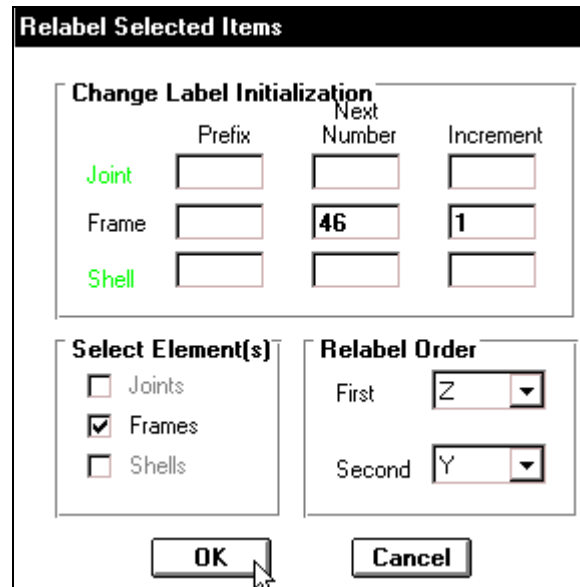 Relabel Selected Items
Change Label Initialization
Prefix Next Number Increment
Joint
Frame 46 1
Shell
Select Element(s)
Joints
Frames
Shells
Relabel Order
First Z
Second Y
OK Cancel